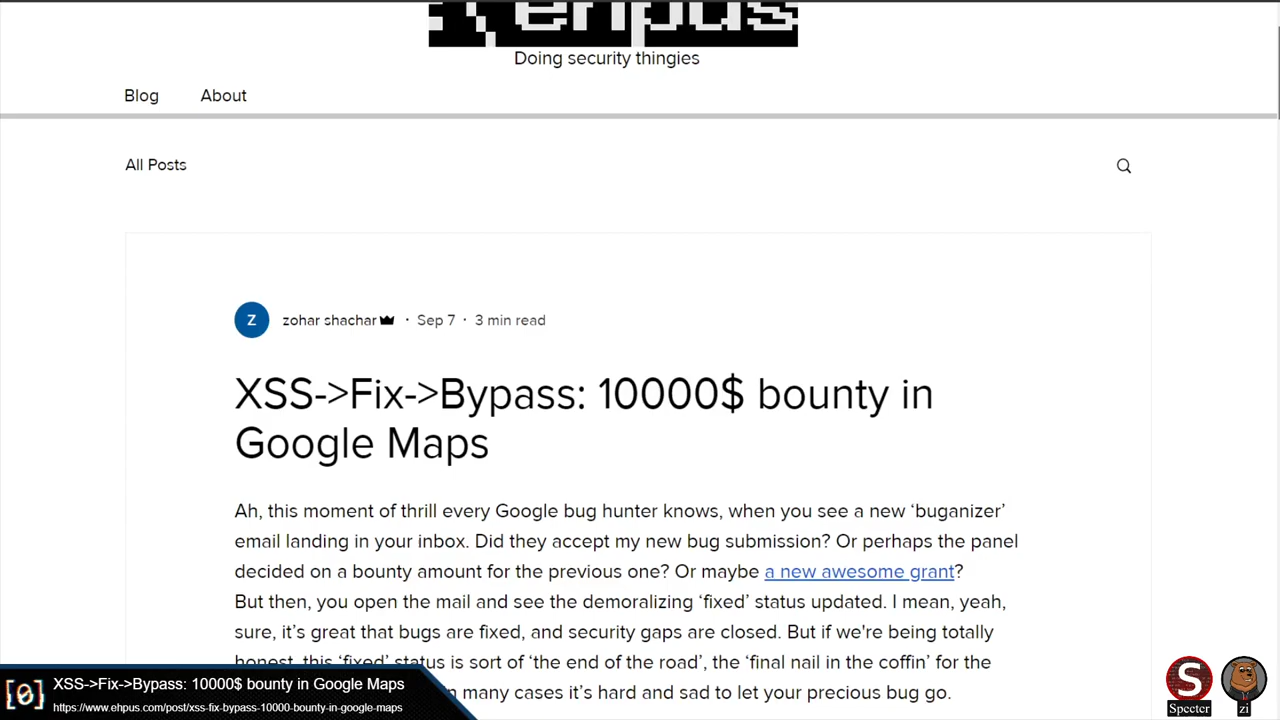 Doing security thingies
Blog About
All Posts
Z zohar shachar · Sep 7 · 3 min read
XSS->Fix->Bypass: 10000$ bounty in
Google Maps
Ah, this moment of thrill every Google bug hunter knows, when you see a new ‘buganizer’
email landing in your inbox. Did they accept my new bug submission? Or perhaps the panel
decided on a bounty amount for the previous one? Or maybe a new awesome grant?
But then, you open the mail and see the demoralizing ‘fixed’ status updated. I mean, yeah,
sure, it’s great that bugs are fixed, and security gaps are closed. But if we're being totally
honest, this ‘fixed’ status is sort of ‘the end of the road’, the ‘final nail in the coffin’ for the
in many cases it’s hard and sad to let your precious bug go.
[0] XSS->Fix->Bypass: 10000$ bounty in Google Maps
https://www.ehpus.com/post/xss-fix-bypass-10000-bounty-in-google-maps
S Specter zi